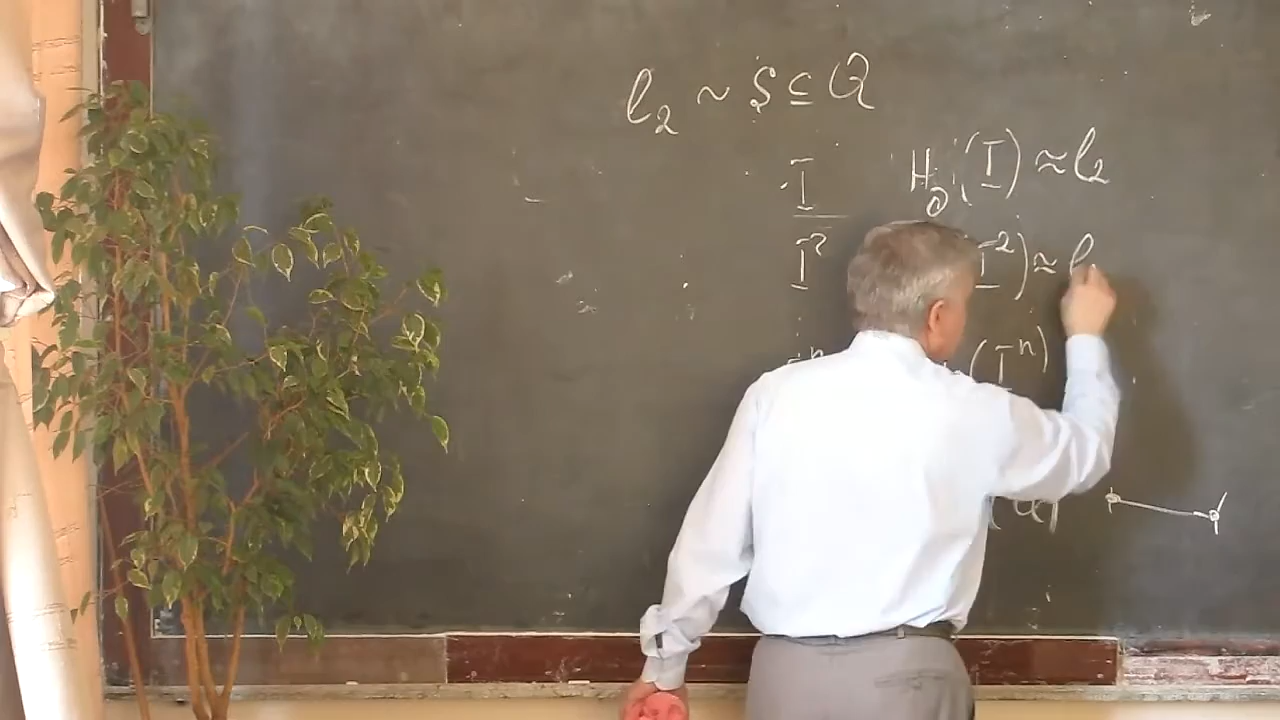 l₂ ~ S ⊆ Q
I H∂(I) ≈ l₂
I² I²) ≈ l
n (Iⁿ)